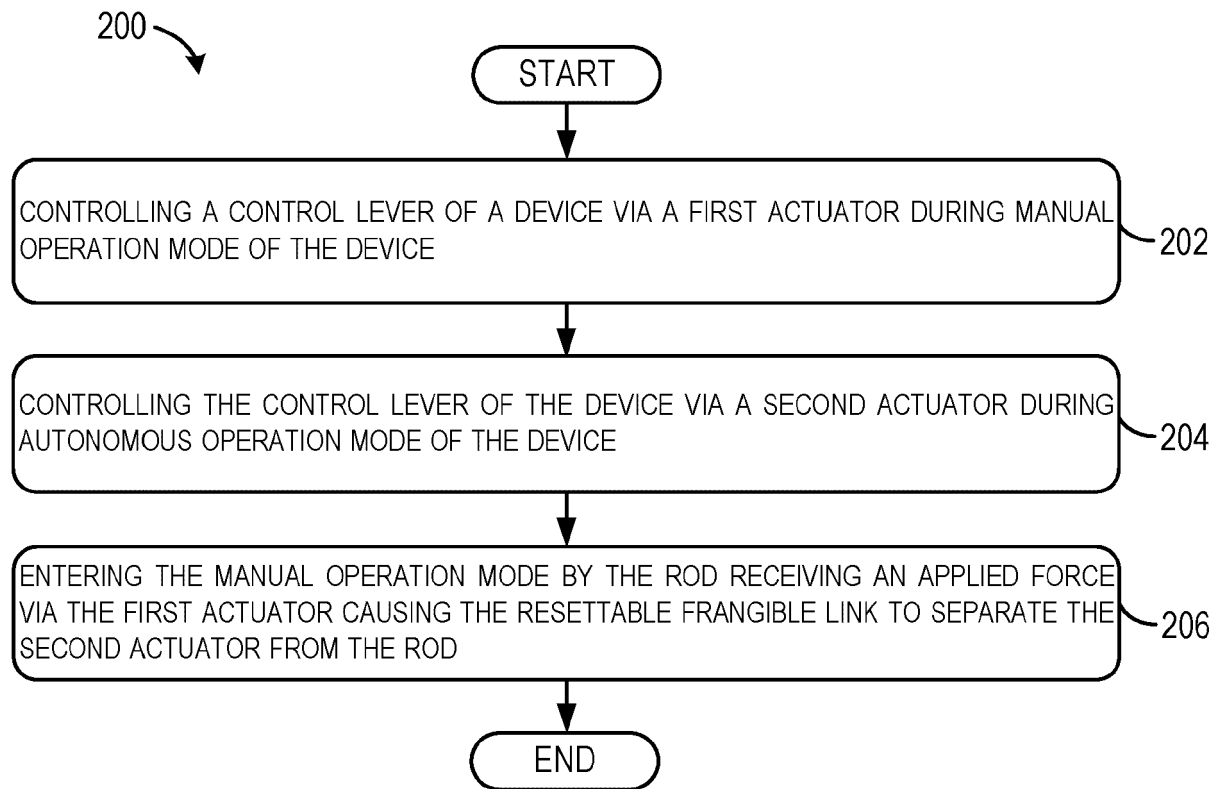 200
START
CONTROLLING A CONTROL LEVER OF A DEVICE VIA A FIRST ACTUATOR DURING MANUAL
OPERATION MODE OF THE DEVICE
202
CONTROLLING THE CONTROL LEVER OF THE DEVICE VIA A SECOND ACTUATOR DURING
AUTONOMOUS OPERATION MODE OF THE DEVICE
204
ENTERING THE MANUAL OPERATION MODE BY THE ROD RECEIVING AN APPLIED FORCE
VIA THE FIRST ACTUATOR CAUSING THE RESETTABLE FRANGIBLE LINK TO SEPARATE THE
SECOND ACTUATOR FROM THE ROD
206
END